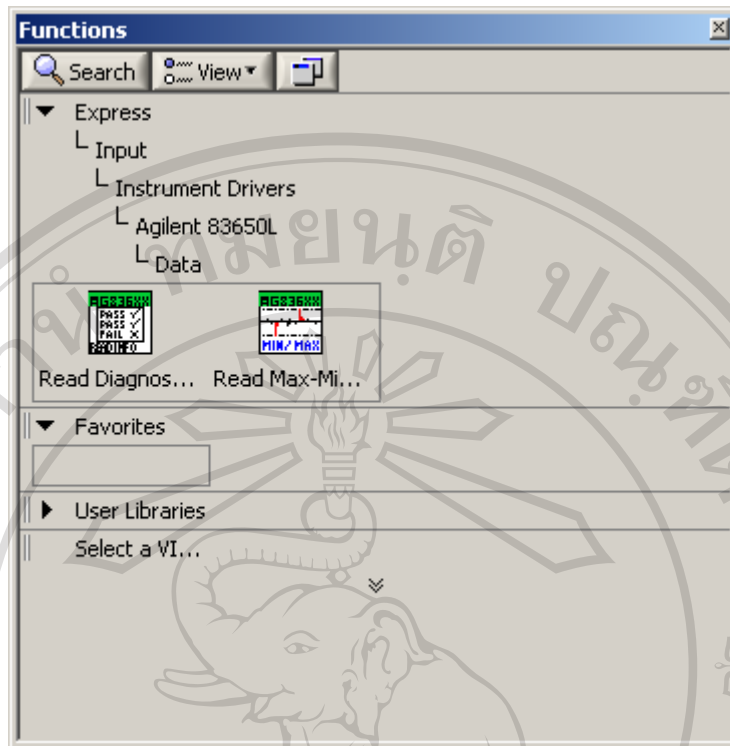 Functions
Search View
Express
Input
Instrument Drivers
Agilent 83650L
Data
AG836XX AG836XX
PASS
PASS
FAIL
READINFO MIN/MAX
Read Diagnos... Read Max-Mi...
Favorites
User Libraries
Select a VI...